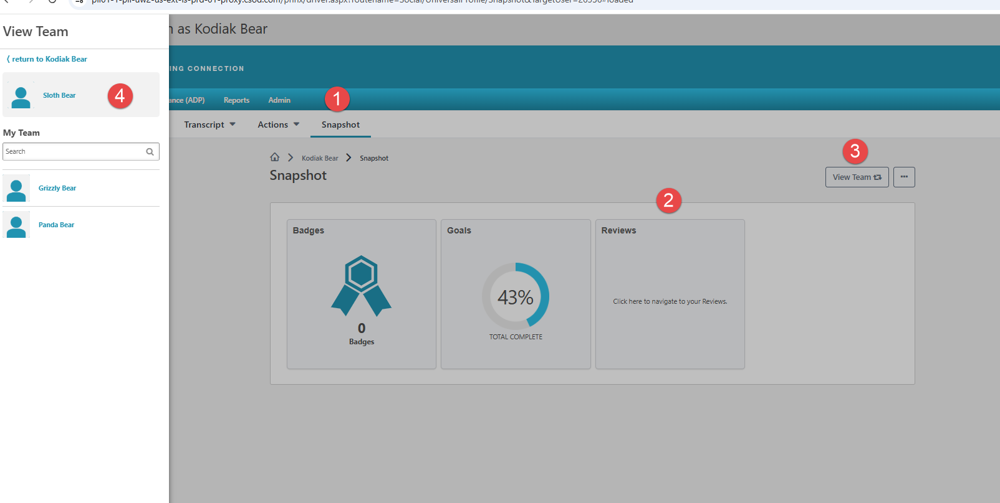 View Team
return to Kodiak Bear
Sloth Bear
4
My Team
Search
Grizzly Bear
Panda Bear
as Kodiak Bear
ING CONNECTION
ance (ADP)
Reports
Admin
1
Transcript
Actions
Snapshot
Kodiak Bear
Snapshot
3
Snapshot
View Team
...
2
Badges
0
Badges
Goals
43%
TOTAL COMPLETE
Reviews
Click here to navigate to your Reviews.